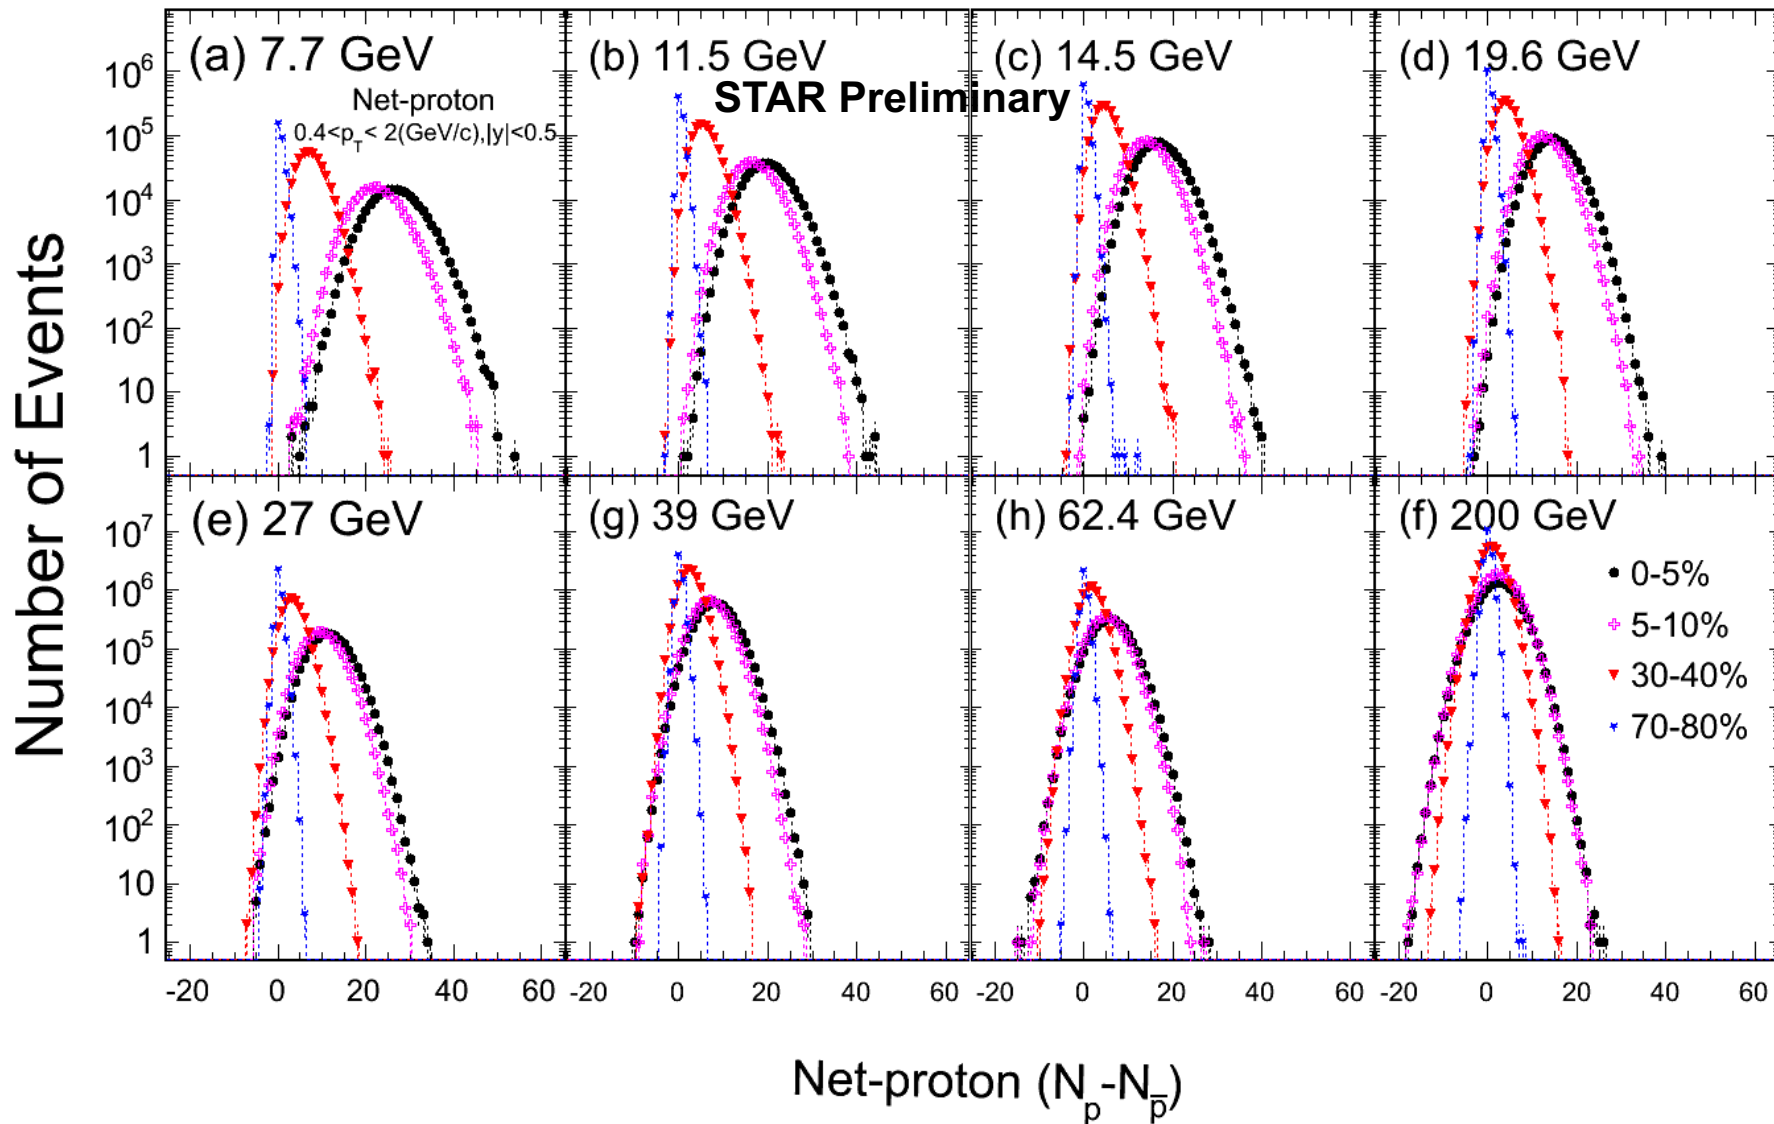 (a) 7.7 GeV
(b) 11.5 GeV
(c) 14.5 GeV
(d) 19.6 GeV
STAR Preliminary
Net-proton
0.4<p_T< 2(GeV/c),|y|<0.5
10^6
10^5
10^4
10^3
10^2
10
1
(e) 27 GeV
(g) 39 GeV
(h) 62.4 GeV
(f) 200 GeV
0-5%
5-10%
30-40%
70-80%
10^7
10^6
10^5
10^4
10^3
10^2
10
1
Number of Events
-20 0 20 40 60
-20 0 20 40 60
-20 0 20 40 60
-20 0 20 40 60
Net-proton (N_p-N_p̅)